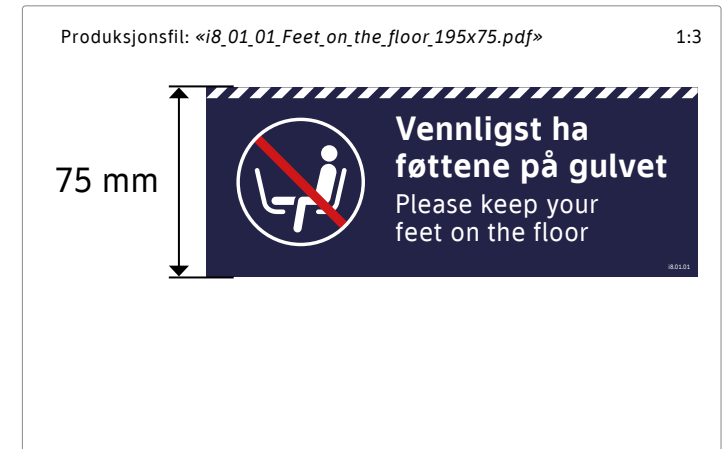 Produksjonsfil: «i8_01_01_Feet_on_the_floor_195x75.pdf» 1:3
75 mm
Vennligst ha
føttene på gulvet
Please keep your
feet on the floor
i8.01.01